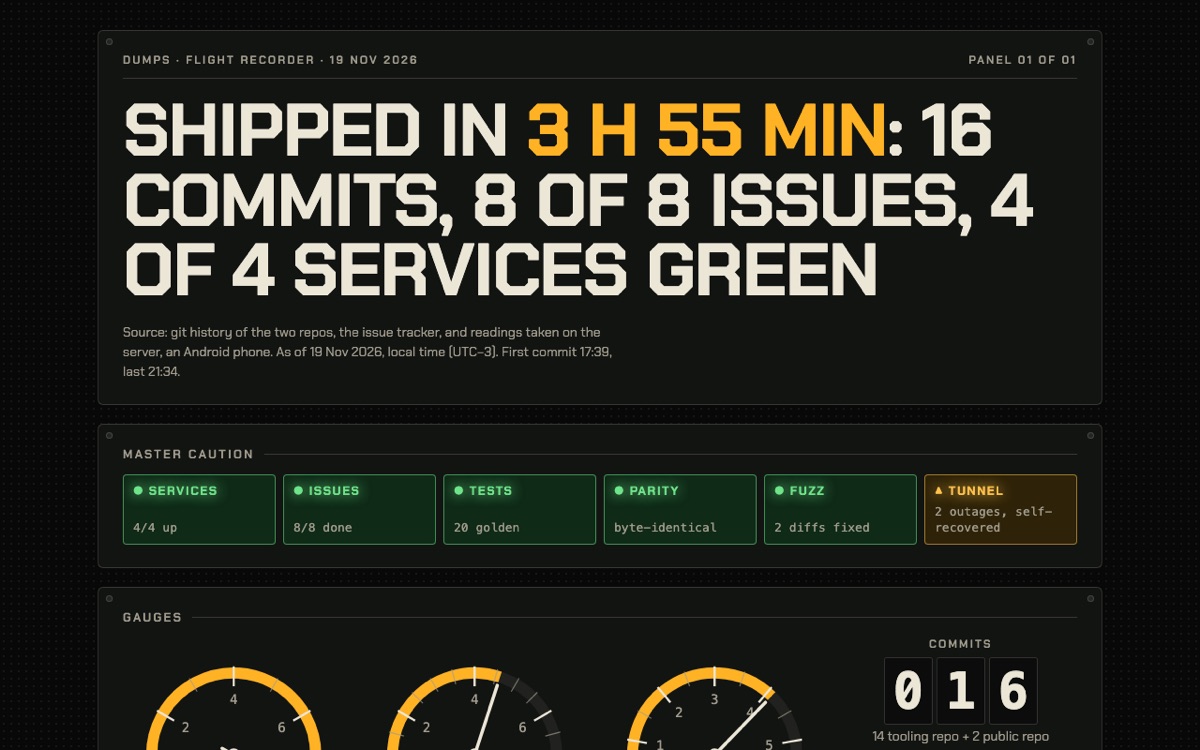 DUMPS · FLIGHT RECORDER · 19 NOV 2026
PANEL 01 OF 01
SHIPPED IN 3 H 55 MIN: 16
COMMITS, 8 OF 8 ISSUES, 4
OF 4 SERVICES GREEN
Source: git history of the two repos, the issue tracker, and readings taken on the
server, an Android phone. As of 19 Nov 2026, local time (UTC−3). First commit 17:39,
last 21:34.
MASTER CAUTION
SERVICES
4/4 up
ISSUES
8/8 done
TESTS
20 golden
PARITY
byte-identical
FUZZ
2 diffs fixed
TUNNEL
2 outages, self-
recovered
GAUGES
COMMITS
016
14 tooling repo + 2 public repo
4
2
6
4
2
6
3
2
4
1
5